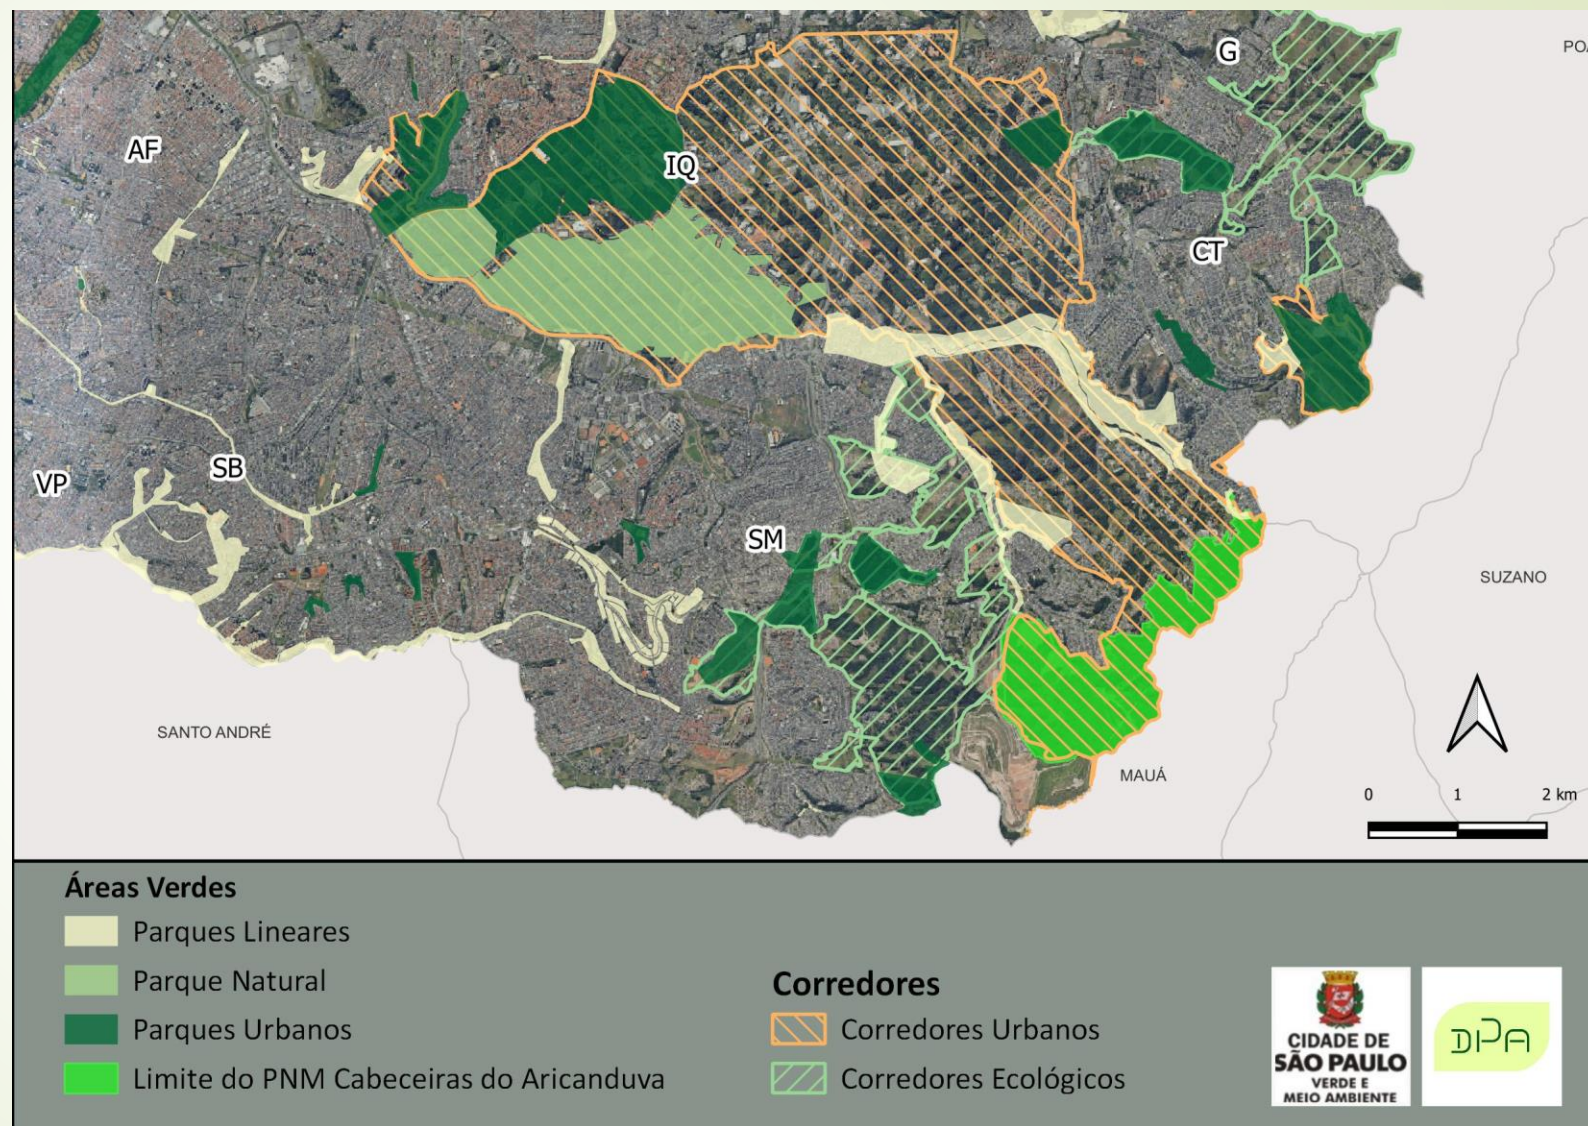 G
POÁ
AF
IQ
CT
SB
VP
SM
SUZANO
SANTO ANDRÉ
MAUÁ
0 1 2 km
Áreas Verdes
Parques Lineares
Parque Natural
Parques Urbanos
Limite do PNM Cabeceiras do Aricanduva
Corredores
Corredores Urbanos
Corredores Ecológicos
CIDADE DE
SÃO PAULO
VERDE E
MEIO AMBIENTE
DPA